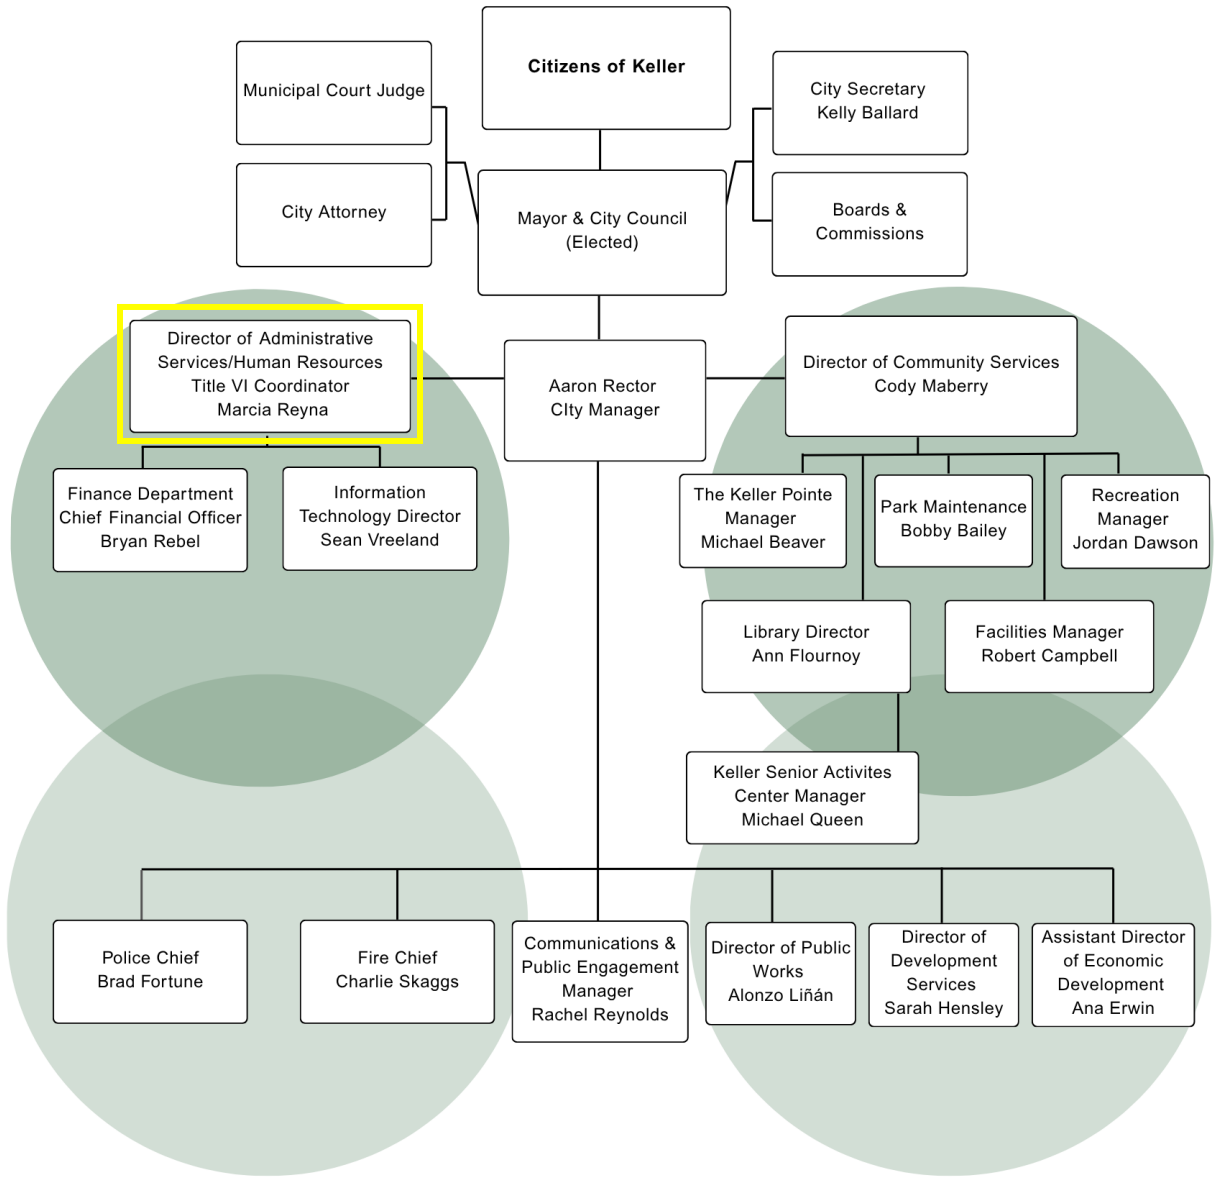 Citizens of Keller
Municipal Court Judge
City Secretary
Kelly Ballard
City Attorney
Mayor & City Council
(Elected)
Boards &
Commissions
Director of Administrative
Services/Human Resources
Title VI Coordinator
Marcia Reyna
Aaron Rector
CIty Manager
Director of Community Services
Cody Maberry
Finance Department
Chief Financial Officer
Bryan Rebel
Information
Technology Director
Sean Vreeland
The Keller Pointe
Manager
Michael Beaver
Park Maintenance
Bobby Bailey
Recreation
Manager
Jordan Dawson
Library Director
Ann Flournoy
Facilities Manager
Robert Campbell
Keller Senior Activites
Center Manager
Michael Queen
Police Chief
Brad Fortune
Fire Chief
Charlie Skaggs
Communications &
Public Engagement
Manager
Rachel Reynolds
Director of Public
Works
Alonzo Liñán
Director of
Development
Services
Sarah Hensley
Assistant Director
of Economic
Development
Ana Erwin